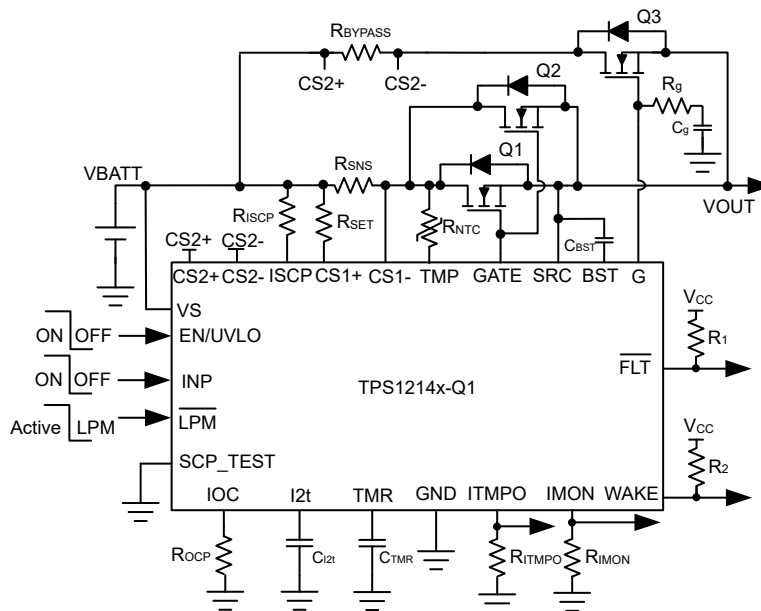 Q3
RBYPASS
CS2+
CS2-
Q2
Rg
Cg
Q1
VBATT
RSNS
VOUT
RISCP
RSET
RNTC
CBST
CS2+
CS2-
CS2+
CS2-
ISCP
CS1+
CS1-
TMP
GATE
SRC
BST
G
VS
ON
OFF
EN/UVLO
VCC
R1
FLT
ON
OFF
INP
TPS1214x-Q1
Active
LPM
LPM
SCP_TEST
VCC
R2
IOC
I2t
TMR
GND
ITMPO
IMON
WAKE
ROCP
CI2t
CTMR
RITMPO
RIMON